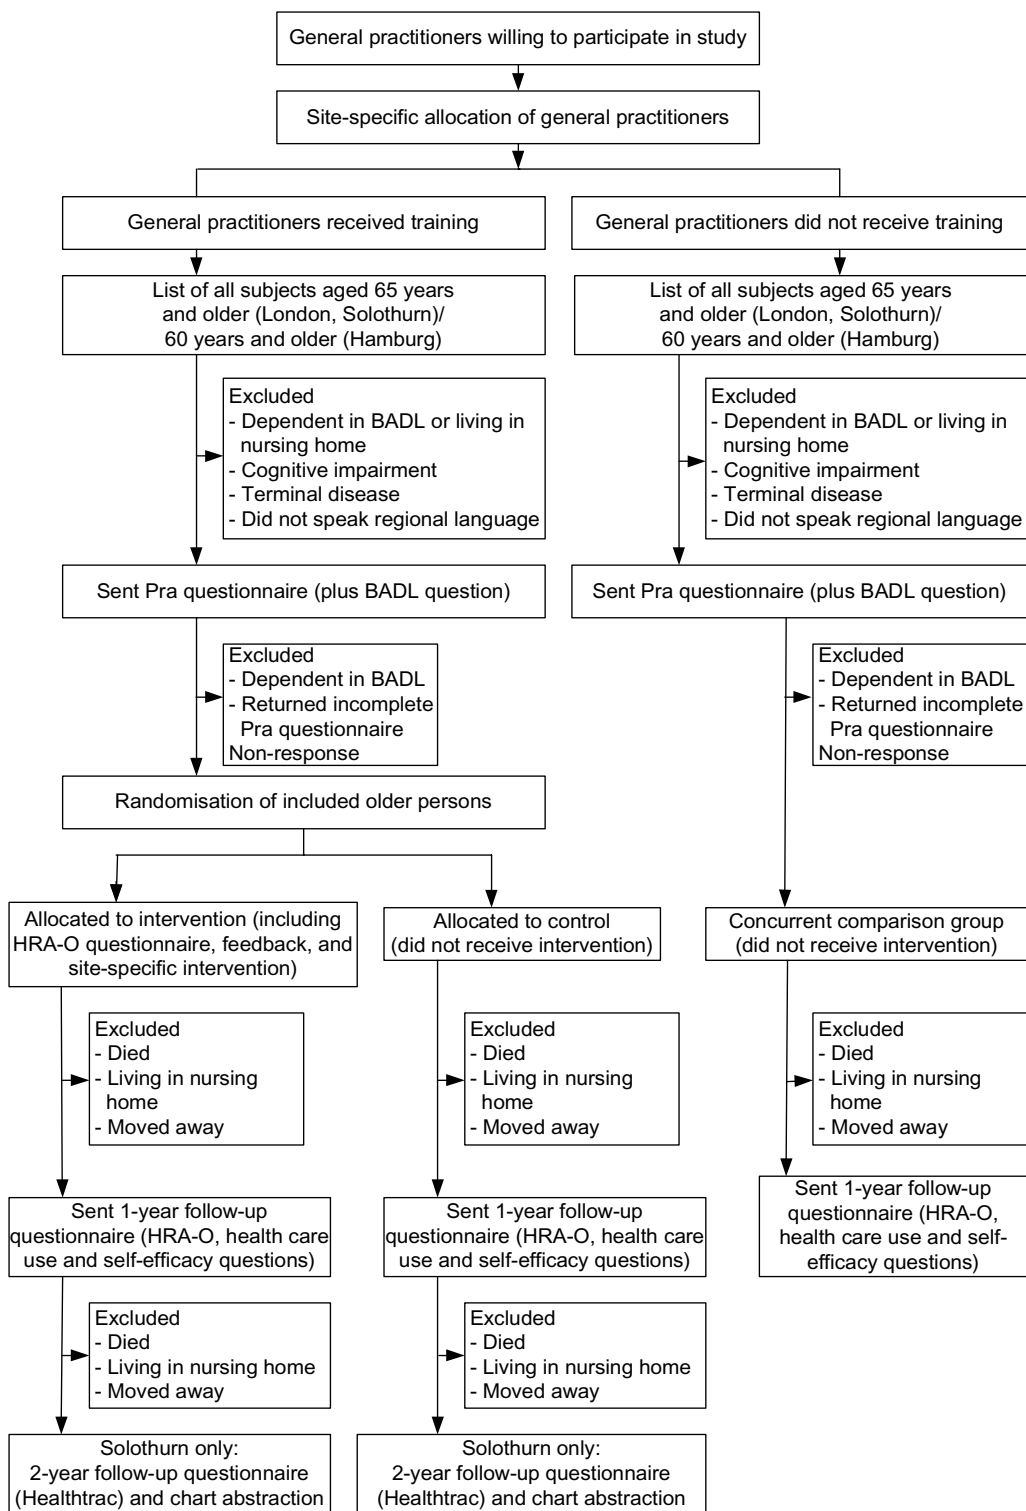 General practitioners willing to participate in study
Site-specific allocation of general practitioners
General practitioners received training
General practitioners did not receive training
List of all subjects aged 65 years
and older (London, Solothurn)/
60 years and older (Hamburg)
List of all subjects aged 65 years
and older (London, Solothurn)/
60 years and older (Hamburg)
Excluded
- Dependent in BADL or living in
nursing home
- Cognitive impairment
- Terminal disease
- Did not speak regional language
Excluded
- Dependent in BADL or living in
nursing home
- Cognitive impairment
- Terminal disease
- Did not speak regional language
Sent Pra questionnaire (plus BADL question)
Sent Pra questionnaire (plus BADL question)
Excluded
- Dependent in BADL
- Returned incomplete
Pra questionnaire
Non-response
Excluded
- Dependent in BADL
- Returned incomplete
Pra questionnaire
Non-response
Randomisation of included older persons
Allocated to intervention (including
HRA-O questionnaire, feedback, and
site-specific intervention)
Allocated to control
(did not receive intervention)
Concurrent comparison group
(did not receive intervention)
Excluded
- Died
- Living in nursing
home
- Moved away
Excluded
- Died
- Living in nursing
home
- Moved away
Excluded
- Died
- Living in nursing
home
- Moved away
Sent 1-year follow-up
questionnaire (HRA-O, health care
use and self-efficacy questions)
Sent 1-year follow-up
questionnaire (HRA-O, health care
use and self-efficacy questions)
Sent 1-year follow-up
questionnaire (HRA-O,
health care use and self-
efficacy questions)
Excluded
- Died
- Living in nursing home
- Moved away
Excluded
- Died
- Living in nursing home
- Moved away
Solothurn only:
2-year follow-up questionnaire
(Healthtrac) and chart abstraction
Solothurn only:
2-year follow-up questionnaire
(Healthtrac) and chart abstraction